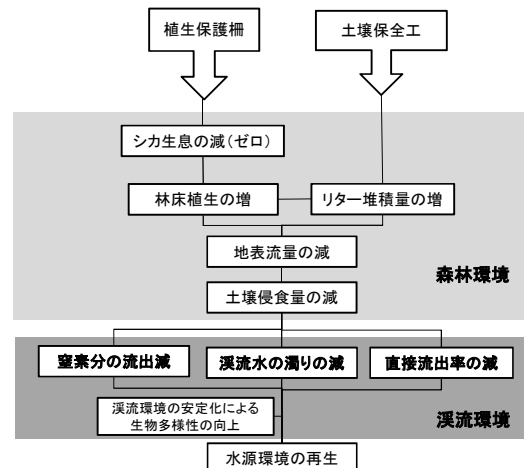 植生保護柵
土壌保全工
シカ生息の減（ゼロ）
林床植生の増
リター堆積量の増
地表流量の減
土壌侵食量の減
森林環境
窒素分の流出減
渓流水の濁りの減
直接流出率の減
渓流環境の安定化による
生物多様性の向上
渓流環境
水源環境の再生